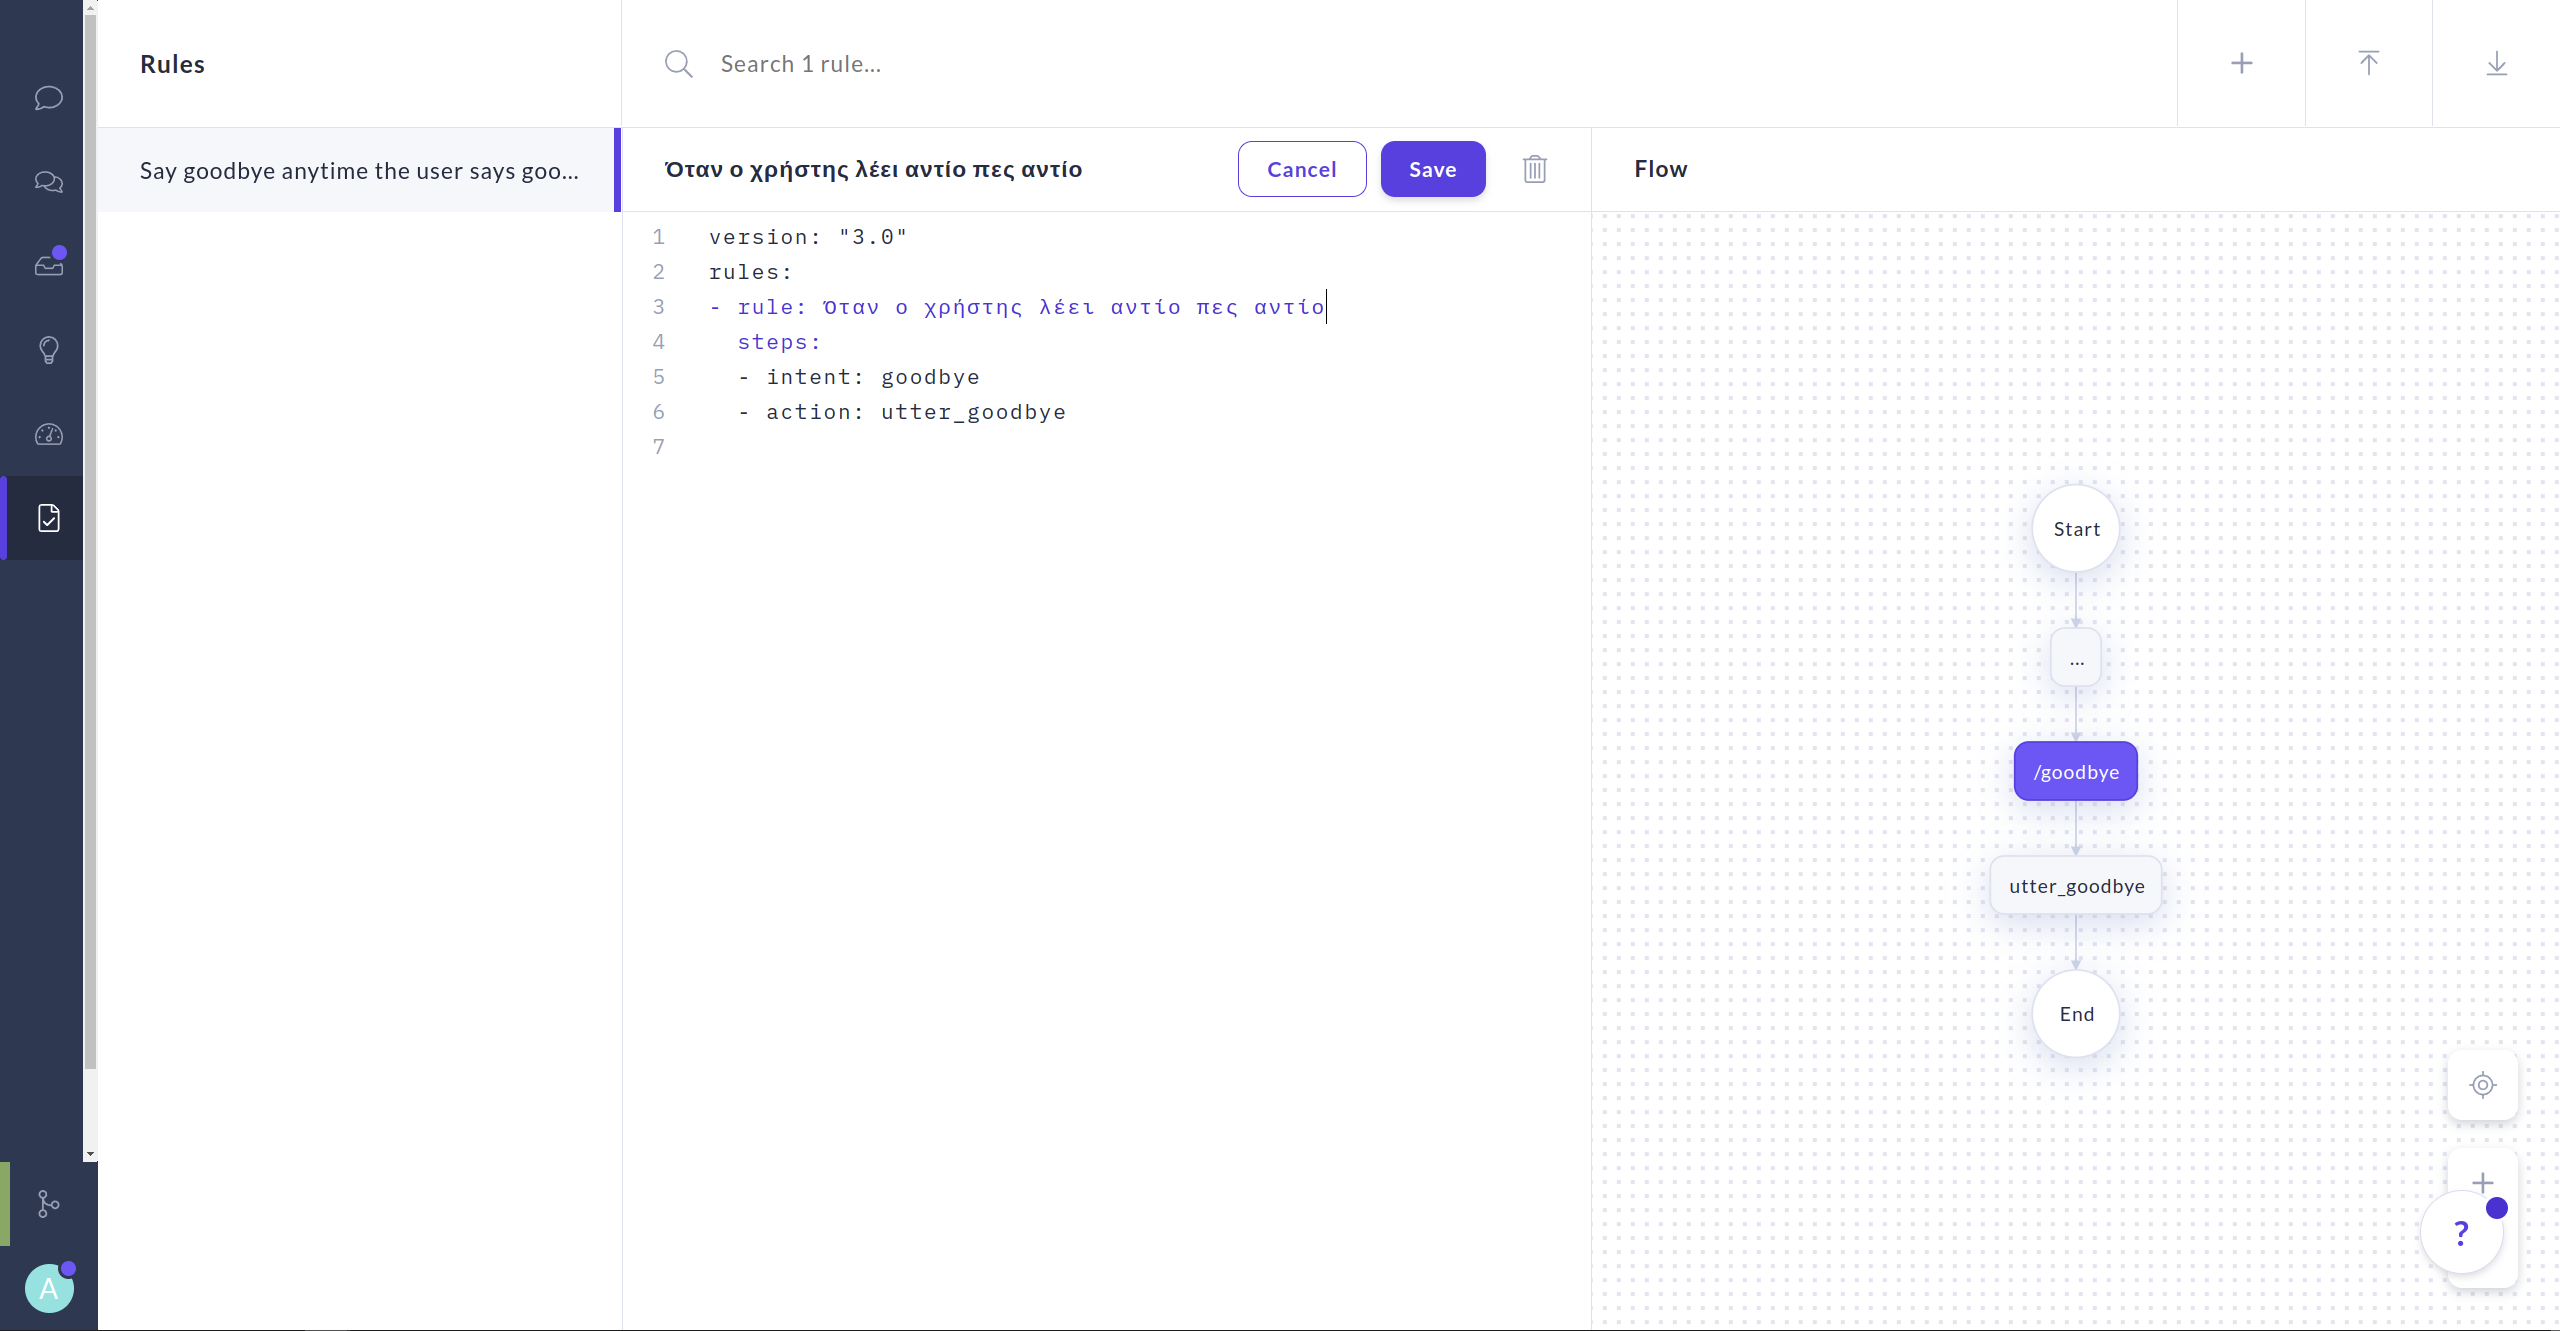 Rules
Search 1 rule...
Say goodbye anytime the user says goo...
Όταν ο χρήστης λέει αντίο πες αντίο
Cancel
Save
Flow
1 version: "3.0"
2 rules:
3 - rule: Όταν ο χρήστης λέει αντίο πες αντίο
4 steps:
5 - intent: goodbye
6 - action: utter_goodbye
7
Start
...
/goodbye
utter_goodbye
End
?
A